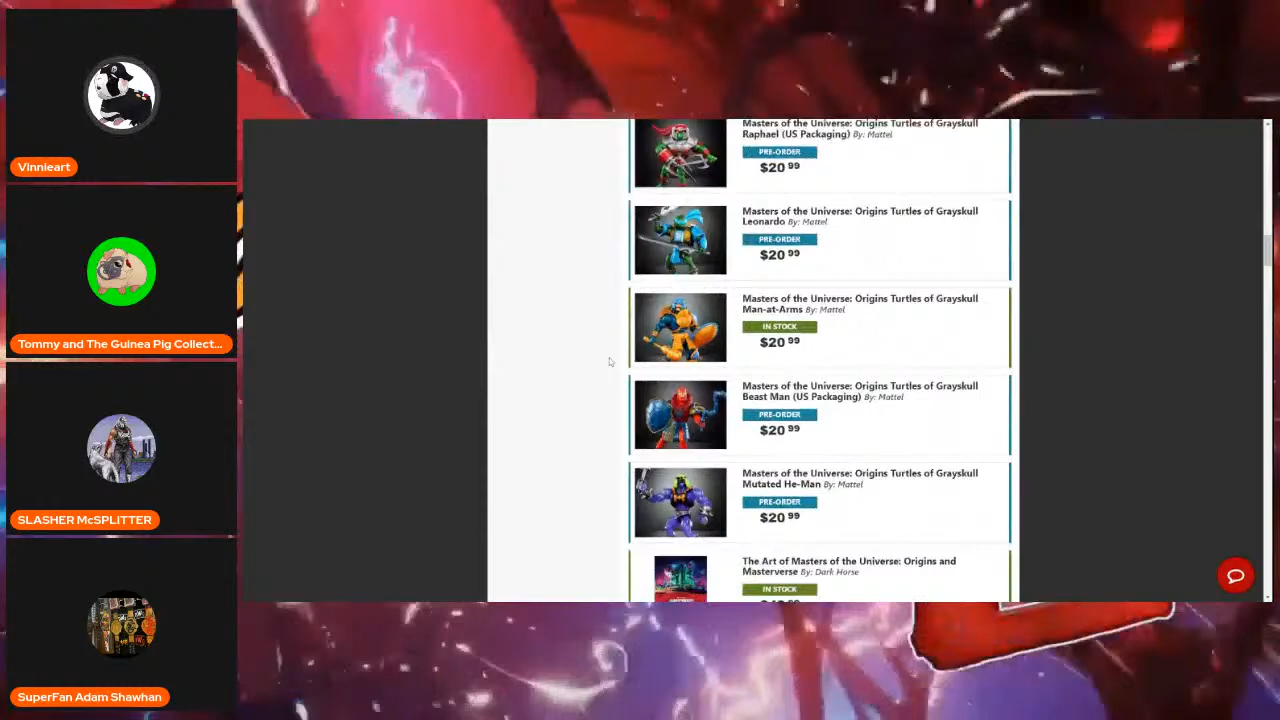 Vinnieart
Tommy and The Guinea Pig Collect...
SLASHER McSPLITTER
SuperFan Adam Shawhan
Masters of the Universe: Origins Turtles of Grayskull
Raphael (US Packaging) By: Mattel
PRE-ORDER
$20 99
Masters of the Universe: Origins Turtles of Grayskull
Leonardo By: Mattel
PRE-ORDER
$20 99
Masters of the Universe: Origins Turtles of Grayskull
Man-at-Arms By: Mattel
IN STOCK
$20 99
Masters of the Universe: Origins Turtles of Grayskull
Beast Man (US Packaging) By: Mattel
PRE-ORDER
$20 99
Masters of the Universe: Origins Turtles of Grayskull
Mutated He-Man By: Mattel
PRE-ORDER
$20 99
The Art of Masters of the Universe: Origins and
Masterverse By: Dark Horse
IN STOCK